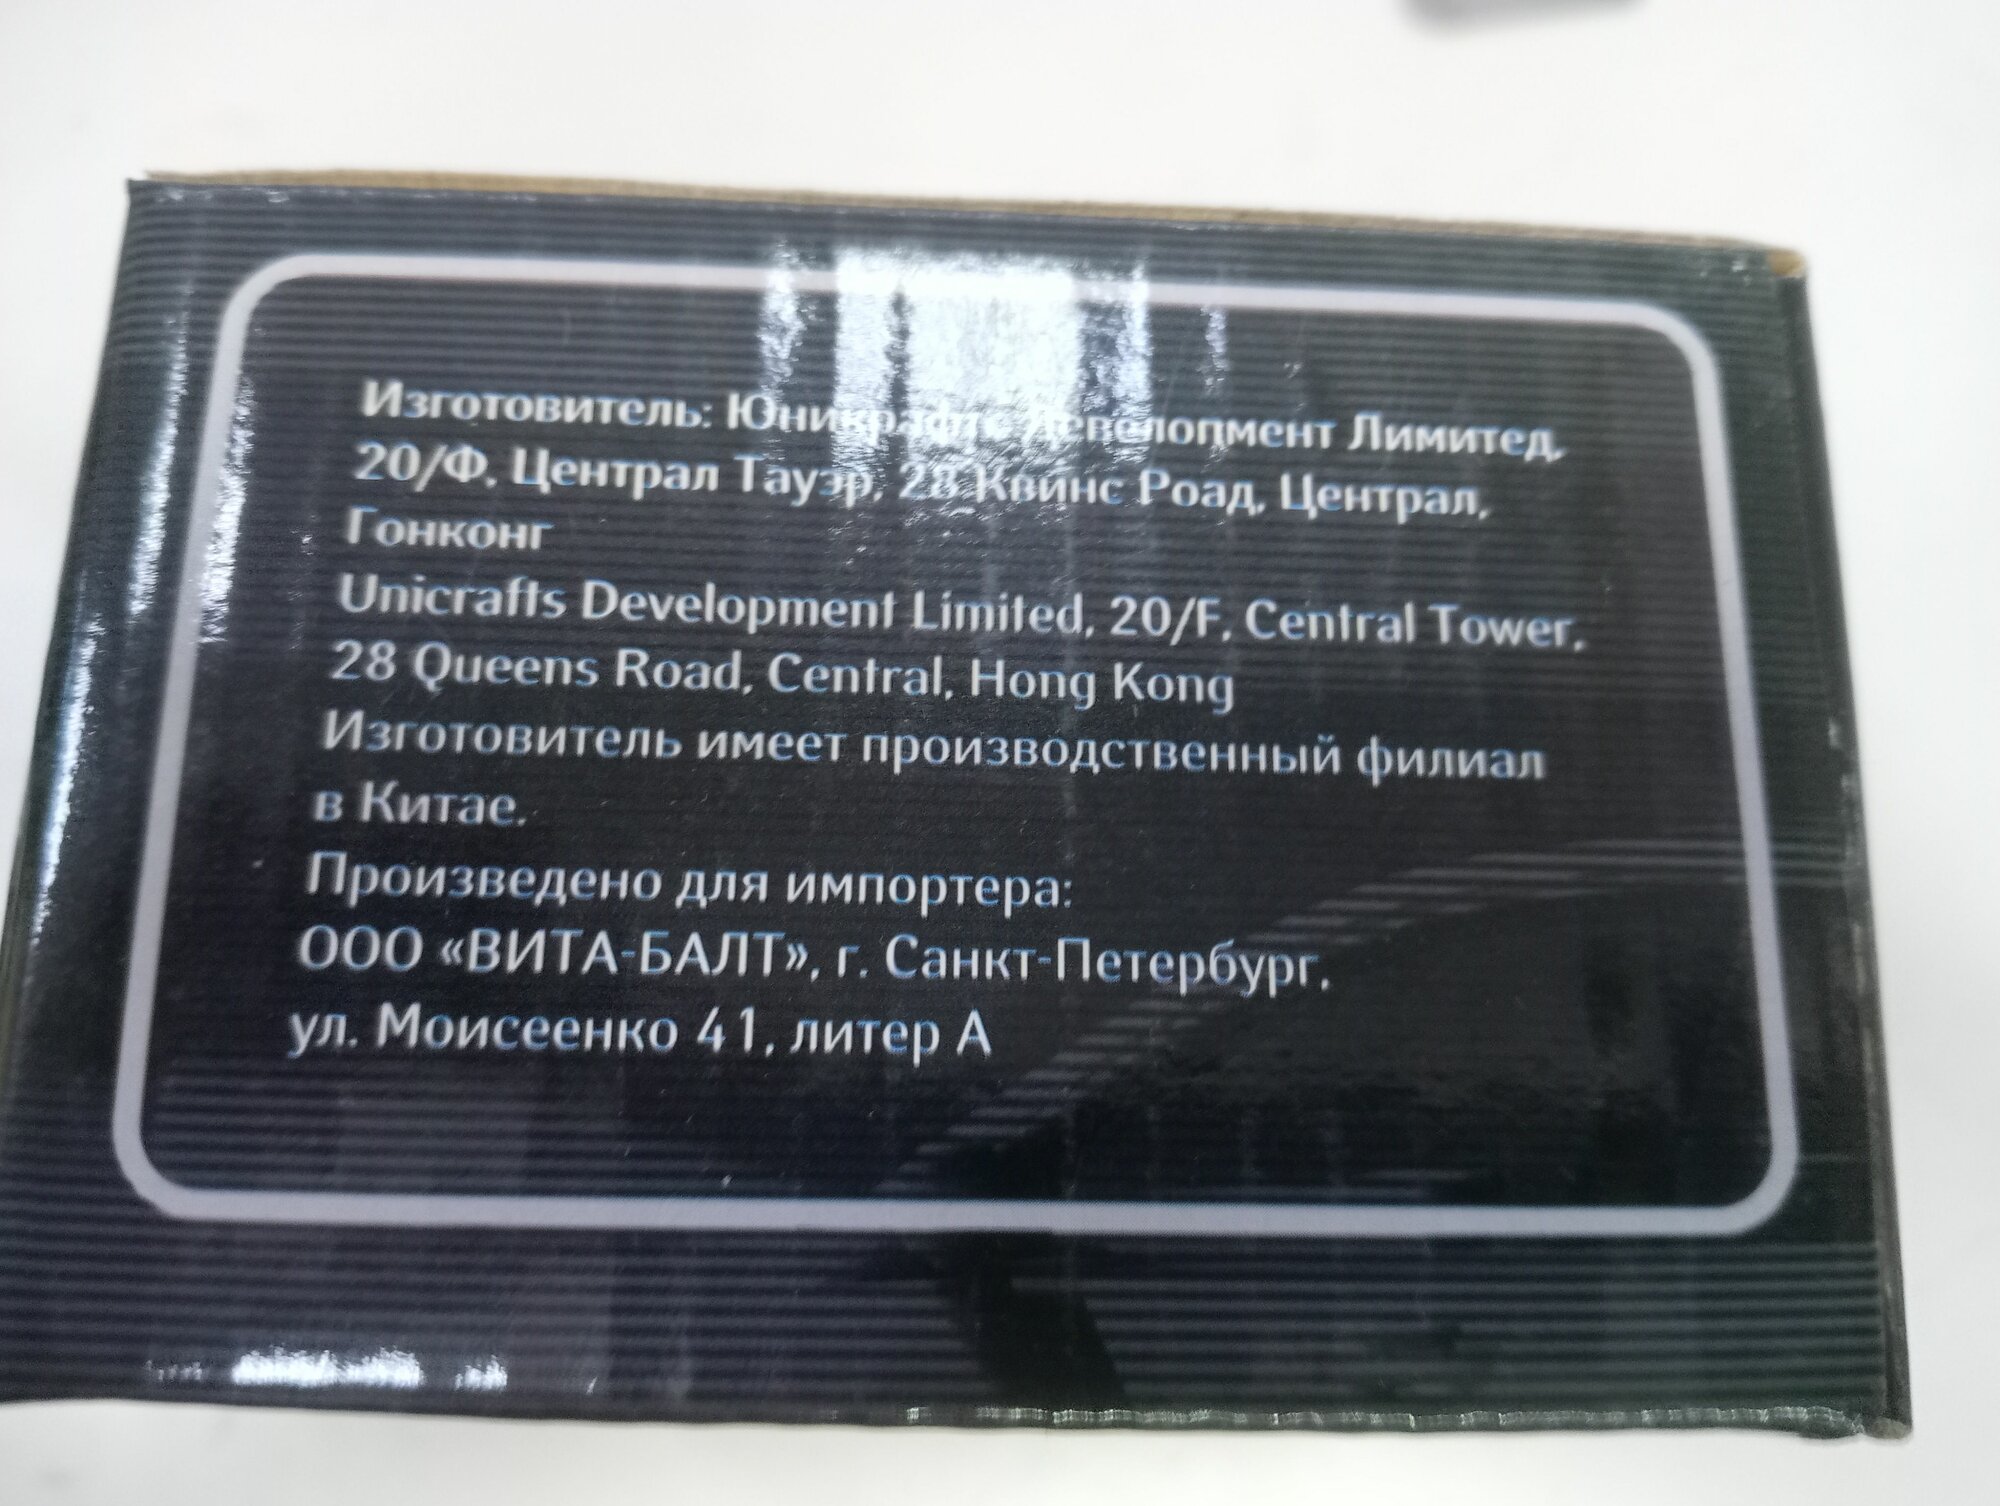 Изготовитель: Юникрафтс Девелопмент Лимитед,
20/Ф, Централ Тауэр, 28 Квинс Роад, Централ,
Гонконг
Unicrafts Development Limited, 20/F, Central Tower,
28 Queens Road, Central, Hong Kong
Изготовитель имеет производственный филиал
в Китае.
Произведено для импортера:
ООО «ВИТА-БАЛТ», г. Санкт-Петербург,
ул. Моисеенко 41, литер А